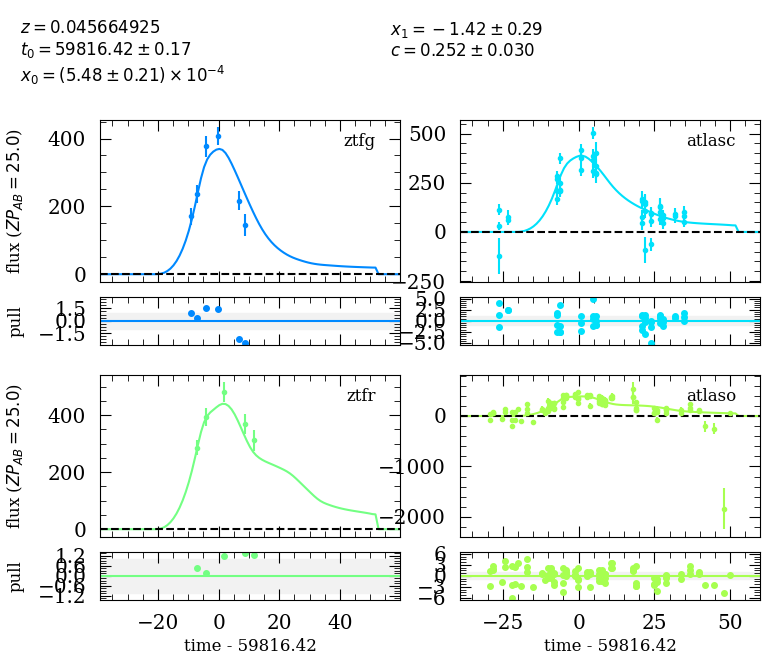 z = 0.045664925
t₀ = 59816.42 ± 0.17
x₀ = (5.48 ± 0.21) × 10⁻⁴
x₁ = −1.42 ± 0.29
c = 0.252 ± 0.030
flux (ZP_AB = 25.0)
400
200
0
ztfg
500
250
0
−250
atlasc
pull
1.5
0.0
−1.5
5.0
2.5
0.0
−2.5
−5.0
flux (ZP_AB = 25.0)
400
200
0
ztfr
0
−1000
−2000
atlaso
pull
1.2
0.6
0.0
−0.6
−1.2
6
3
0
−3
−6
−20 0 20 40
time - 59816.42
−25 0 25 50
time - 59816.42